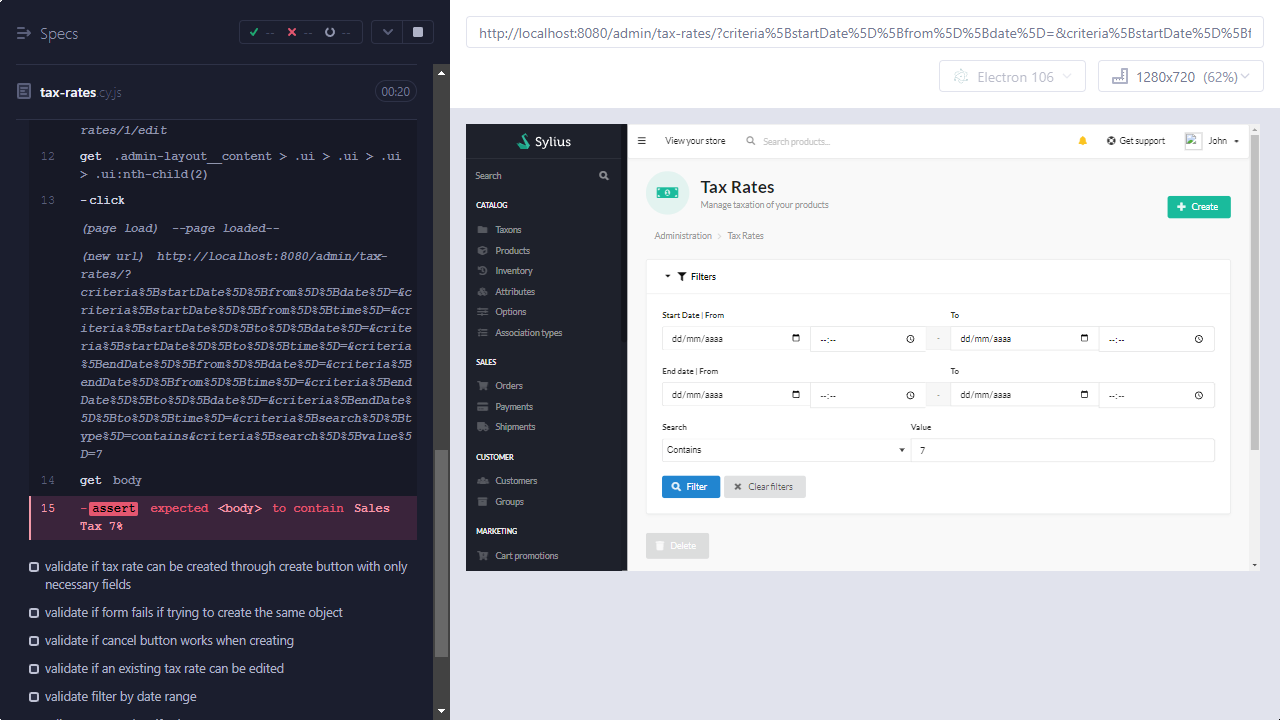 Specs
--
--
--
tax-rates.cy.js
00:20
rates/1/edit
12 get .admin-layout__content > .ui > .ui > .ui
> .ui:nth-child(2)
13 -click
(page load) --page loaded--
(new url) http://localhost:8080/admin/tax-
rates/?
criteria%5BstartDate%5D%5Bfrom%5D%5Bdate%5D=&c
riteria%5BstartDate%5D%5Bfrom%5D%5Btime%5D=&cr
iteria%5BstartDate%5D%5Bto%5D%5Bdate%5D=&crite
ria%5BstartDate%5D%5Bto%5D%5Btime%5D=&criteria
%5BendDate%5D%5Bfrom%5D%5Bdate%5D=&criteria%5B
endDate%5D%5Bfrom%5D%5Btime%5D=&criteria%5Bend
Date%5D%5Bto%5D%5Bdate%5D=&criteria%5BendDate%
5D%5Bto%5D%5Btime%5D=&criteria%5Bsearch%5D%5Bt
ype%5D=contains&criteria%5Bsearch%5D%5Bvalue%5
D=7
14 get body
15 -assert expected <body> to contain Sales
Tax 7%
validate if tax rate can be created through create button with only
necessary fields
validate if form fails if trying to create the same object
validate if cancel button works when creating
validate if an existing tax rate can be edited
validate filter by date range
http://localhost:8080/admin/tax-rates/?criteria%5BstartDate%5D%5Bfrom%5D%5Bdate%5D=&criteria%5BstartDate%5D%5Bf
Electron 106
1280x720 (62%)
Sylius
View your store
Search products...
Get support
John
Search
CATALOG
Taxons
Products
Inventory
Attributes
Options
Association types
SALES
Orders
Payments
Shipments
CUSTOMER
Customers
Groups
MARKETING
Cart promotions
Tax Rates
Manage taxation of your products
Create
Administration > Tax Rates
Filters
Start Date | From
To
dd/mm/aaaa
--:--
-
dd/mm/aaaa
--:--
End date | From
To
dd/mm/aaaa
--:--
-
dd/mm/aaaa
--:--
Search
Value
Contains
7
Filter
Clear filters
Delete